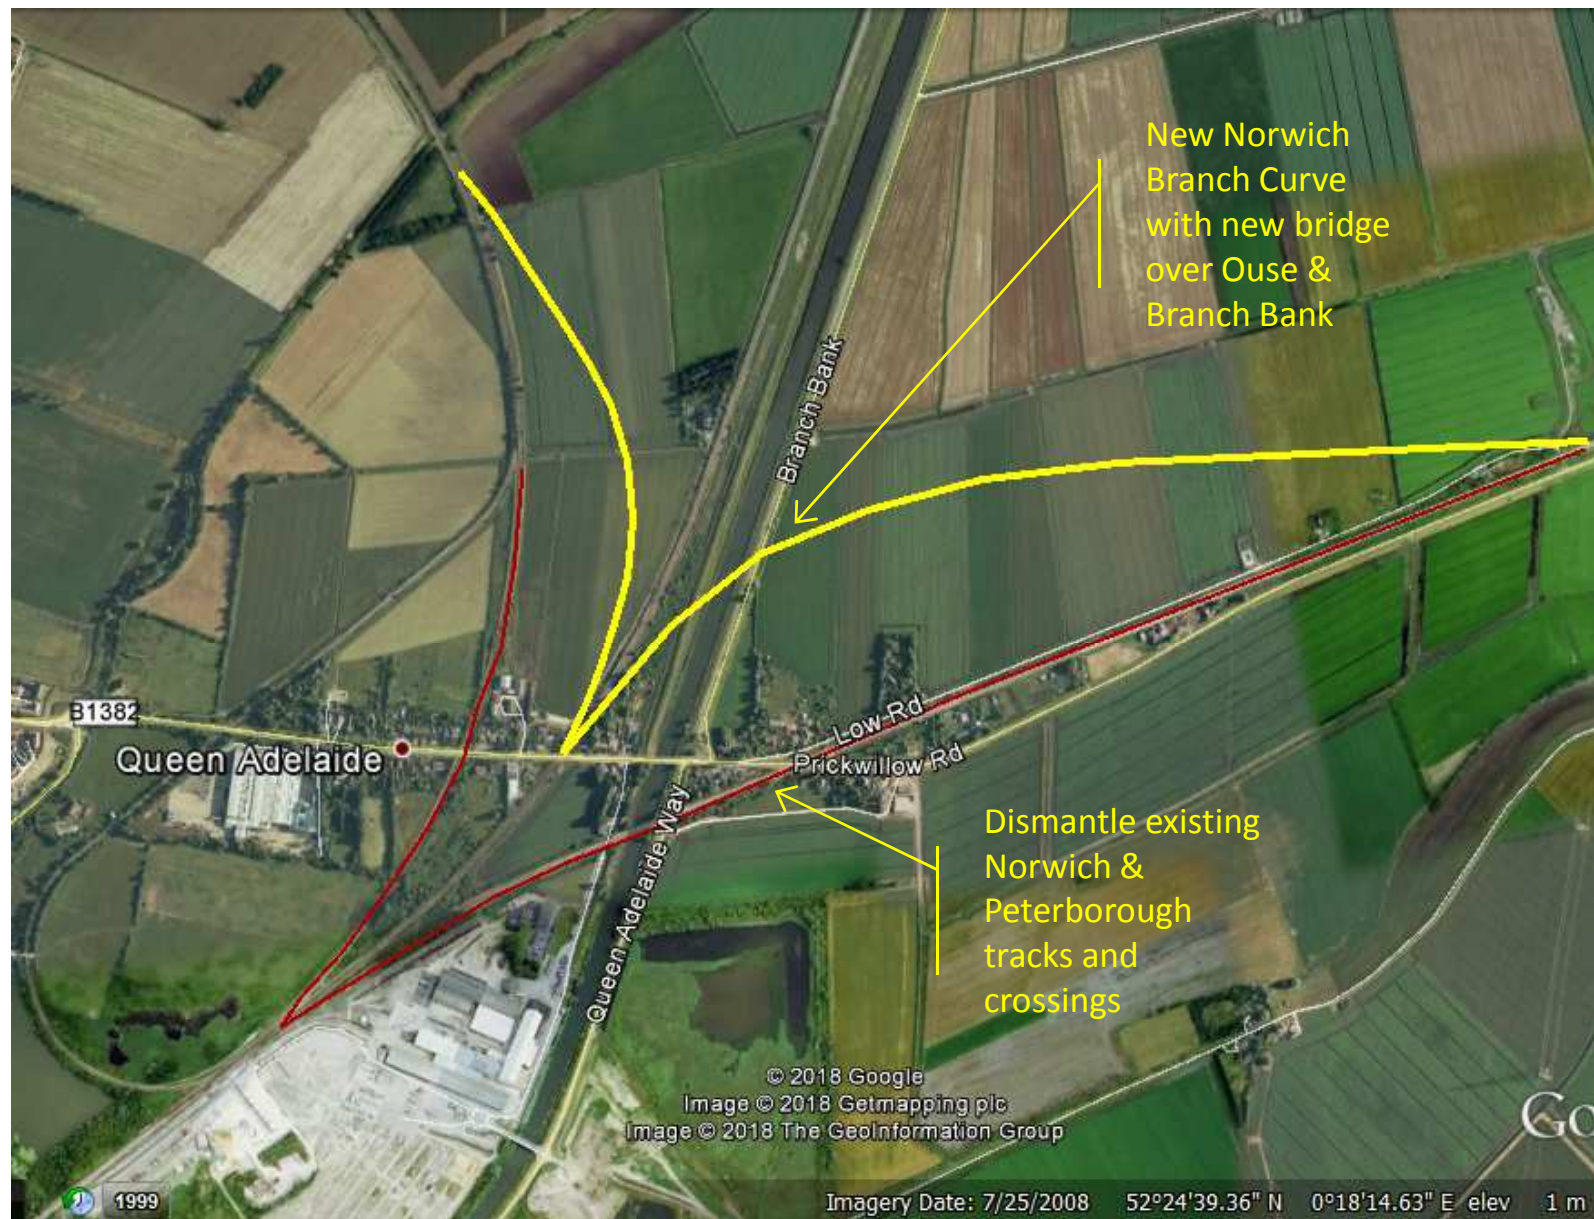 New Norwich
Branch Curve
with new bridge
over Ouse &
Branch Bank
Branch Bank
B1382
Queen Adelaide
Low Rd
Prickwillow Rd
Queen Adelaide Way
Dismantle existing
Norwich &
Peterborough
tracks and
crossings
© 2018 Google
Image © 2018 Getmapping plc
Image © 2018 The GeoInformation Group
Go
1999
Imagery Date: 7/25/2008 52°24'39.36" N 0°18'14.63" E elev 1 m